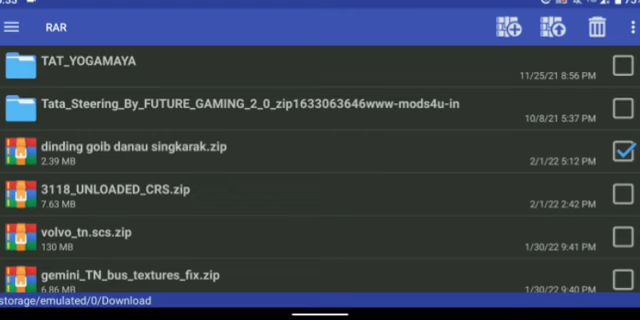 RAR
TAT_YOGAMAYA
11/25/21 8:56 PM
Tata_Steering_By_FUTURE_GAMING_2_0_zip1633063646www-mods4u-in
10/8/21 5:37 PM
dinding goib danau singkarak.zip
2.39 MB
2/1/22 5:12 PM
3118_UNLOADED_CRS.zip
7.63 MB
2/1/22 2:42 PM
volvo_tn.scs.zip
130 MB
1/30/22 9:41 PM
gemini_TN_bus_textures_fix.zip
6.86 MB
1/30/22 9:40 PM
storage/emulated/0/Download